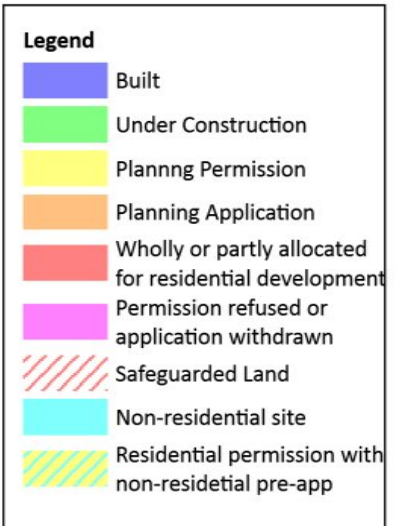 Legend
Built
Under Construction
Plannng Permission
Planning Application
Wholly or partly allocated
for residential development
Permission refused or
application withdrawn
Safeguarded Land
Non-residential site
Residential permission with
non-residetial pre-app